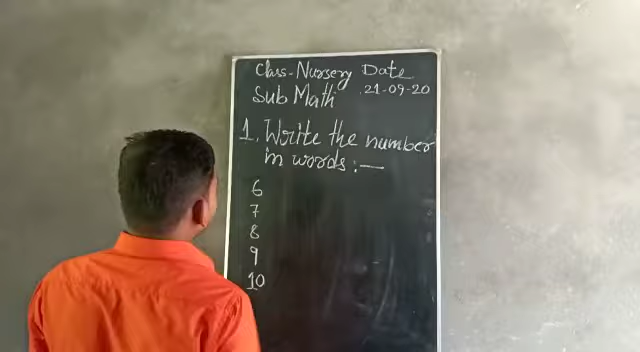 Class-Nursery Date
Sub Math 21-09-20
1. Write the number
in words:—
6
7
8
9
10